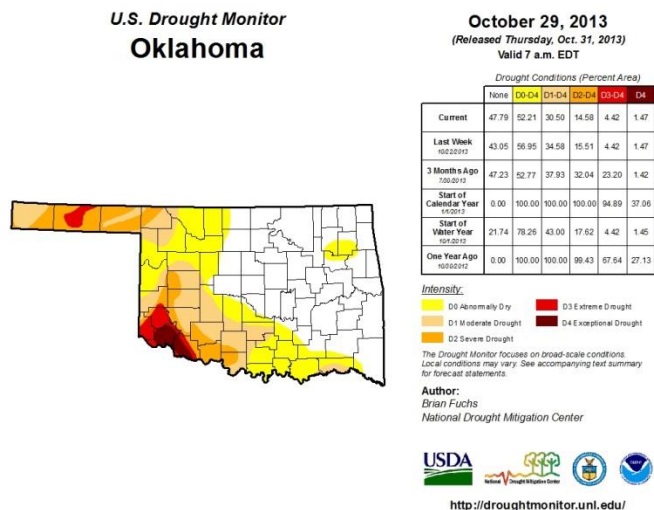 U.S. Drought Monitor
Oklahoma
October 29, 2013
(Released Thursday, Oct. 31, 2013)
Valid 7 a.m. EDT
Drought Conditions (Percent Area)
None D0-D4 D1-D4 D2-D4 D3-D4 D4
Current 47.79 52.21 30.50 14.58 4.42 1.47
Last Week 10/22/2013 43.05 56.95 34.58 15.51 4.42 1.47
3 Months Ago 7/30/2013 47.23 52.77 37.93 32.04 23.20 1.42
Start of Calendar Year 1/1/2013 0.00 100.00 100.00 100.00 94.89 37.06
Start of Water Year 10/1/2013 21.74 78.26 43.00 17.62 4.42 1.45
One Year Ago 10/30/2012 0.00 100.00 100.00 99.43 67.64 27.13
Intensity:
D0 Abnormally Dry
D1 Moderate Drought
D2 Severe Drought
D3 Extreme Drought
D4 Exceptional Drought
The Drought Monitor focuses on broad-scale conditions.
Local conditions may vary. See accompanying text summary
for forecast statements.
Author:
Brian Fuchs
National Drought Mitigation Center
USDA
National Drought Mitigation Center
http://droughtmonitor.unl.edu/